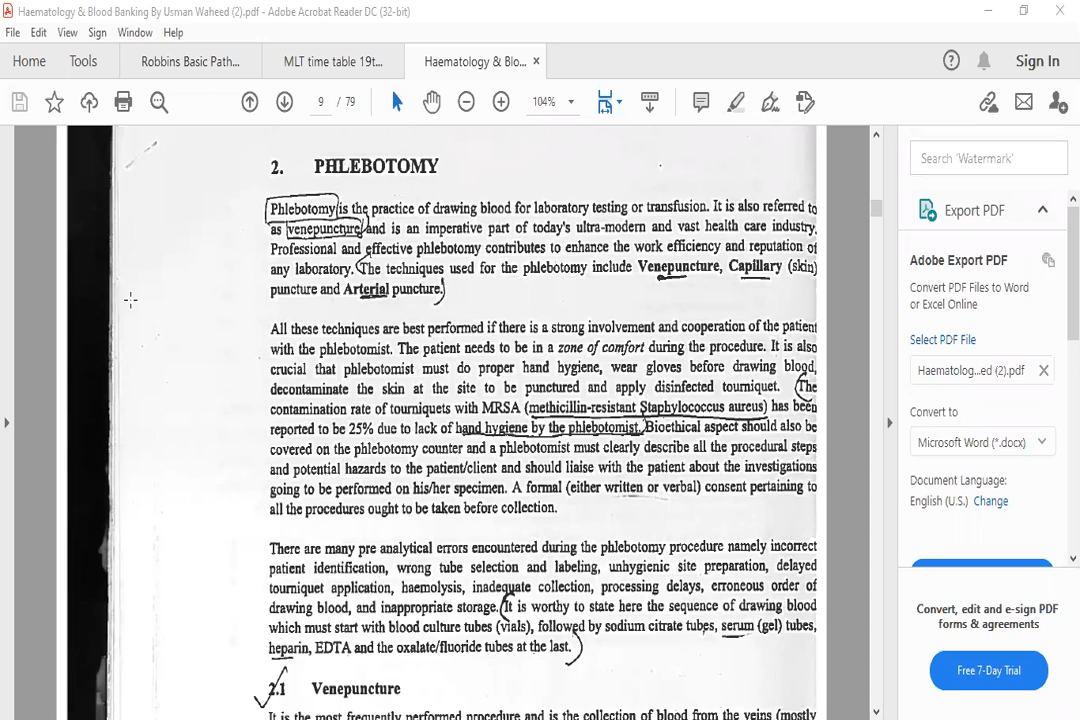 Haematology & Blood Banking By Usman Waheed (2).pdf - Adobe Acrobat Reader DC (32-bit)
File Edit View Sign Window Help
Home Tools Robbins Basic Path... MLT time table 19t... Haematology & Blo... ×
Sign In
9 / 79 104%
2. PHLEBOTOMY
Phlebotomy is the practice of drawing blood for laboratory testing or transfusion. It is also referred to
as venepuncture and is an imperative part of today's ultra-modern and vast health care industry.
Professional and effective phlebotomy contributes to enhance the work efficiency and reputation of
any laboratory. The techniques used for the phlebotomy include Venepuncture, Capillary (skin)
puncture and Arterial puncture.
All these techniques are best performed if there is a strong involvement and cooperation of the patient
with the phlebotomist. The patient needs to be in a zone of comfort during the procedure. It is also
crucial that phlebotomist must do proper hand hygiene, wear gloves before drawing blood,
decontaminate the skin at the site to be punctured and apply disinfected tourniquet. The
contamination rate of tourniquets with MRSA (methicillin-resistant Staphylococcus aureus) has been
reported to be 25% due to lack of hand hygiene by the phlebotomist. Bioethical aspect should also be
covered on the phlebotomy counter and a phlebotomist must clearly describe all the procedural steps
and potential hazards to the patient/client and should liaise with the patient about the investigations
going to be performed on his/her specimen. A formal (either written or verbal) consent pertaining to
all the procedures ought to be taken before collection.
There are many pre analytical errors encountered during the phlebotomy procedure namely incorrect
patient identification, wrong tube selection and labeling, unhygienic site preparation, delayed
tourniquet application, haemolysis, inadequate collection, processing delays, erroneous order of
drawing blood, and inappropriate storage. It is worthy to state here the sequence of drawing blood
which must start with blood culture tubes (vials), followed by sodium citrate tubes, serum (gel) tubes,
heparin, EDTA and the oxalate/fluoride tubes at the last.
2.1 Venepuncture
It is the most frequently performed procedure and is the collection of blood from the veins (mostly
Search 'Watermark'
Export PDF
Adobe Export PDF
Convert PDF Files to Word
or Excel Online
Select PDF File
Haematolog...ed (2).pdf
Convert to
Microsoft Word (*.docx)
Document Language:
English (U.S.) Change
Convert, edit and e-sign PDF
forms & agreements
Free 7-Day Trial